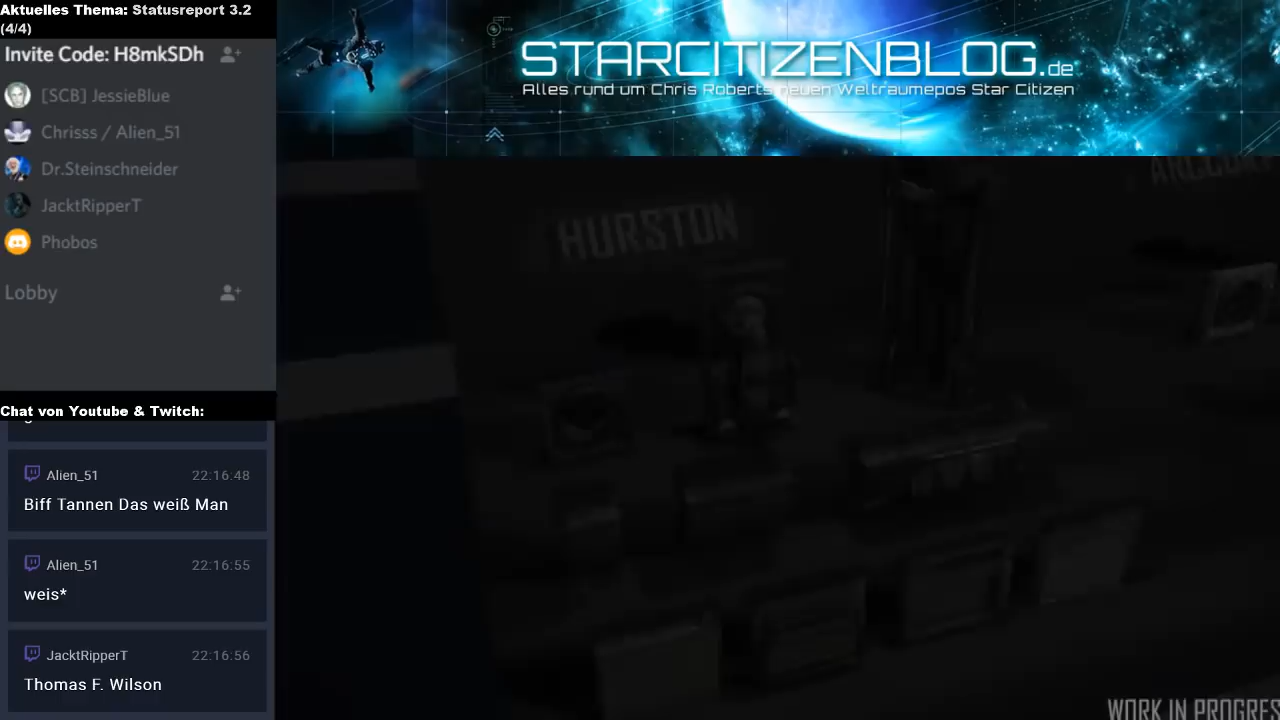 Aktuelles Thema: Statusreport 3.2
(4/4)
Invite Code: H8mkSDh
[SCB] JessieBlue
Chrisss / Alien_51
Dr.Steinschneider
JacktRipperT
Phobos
Lobby
Chat von Youtube & Twitch:
Alien_51 22:16:48
Biff Tannen Das weiß Man
Alien_51 22:16:55
weis*
JacktRipperT 22:16:56
Thomas F. Wilson
STARCITIZENBLOG.de
Alles rund um Chris Roberts neuen Weltraumepos Star Citizen
HURSTON
WORK IN PROGRES